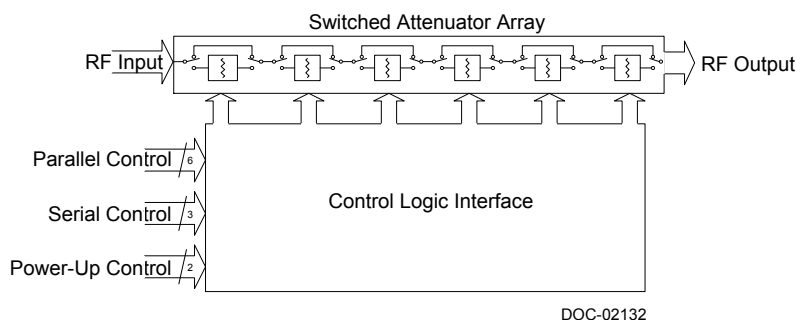 Switched Attenuator Array
RF Input
RF Output
Parallel Control 6
Serial Control 3
Control Logic Interface
Power-Up Control 2
DOC-02132